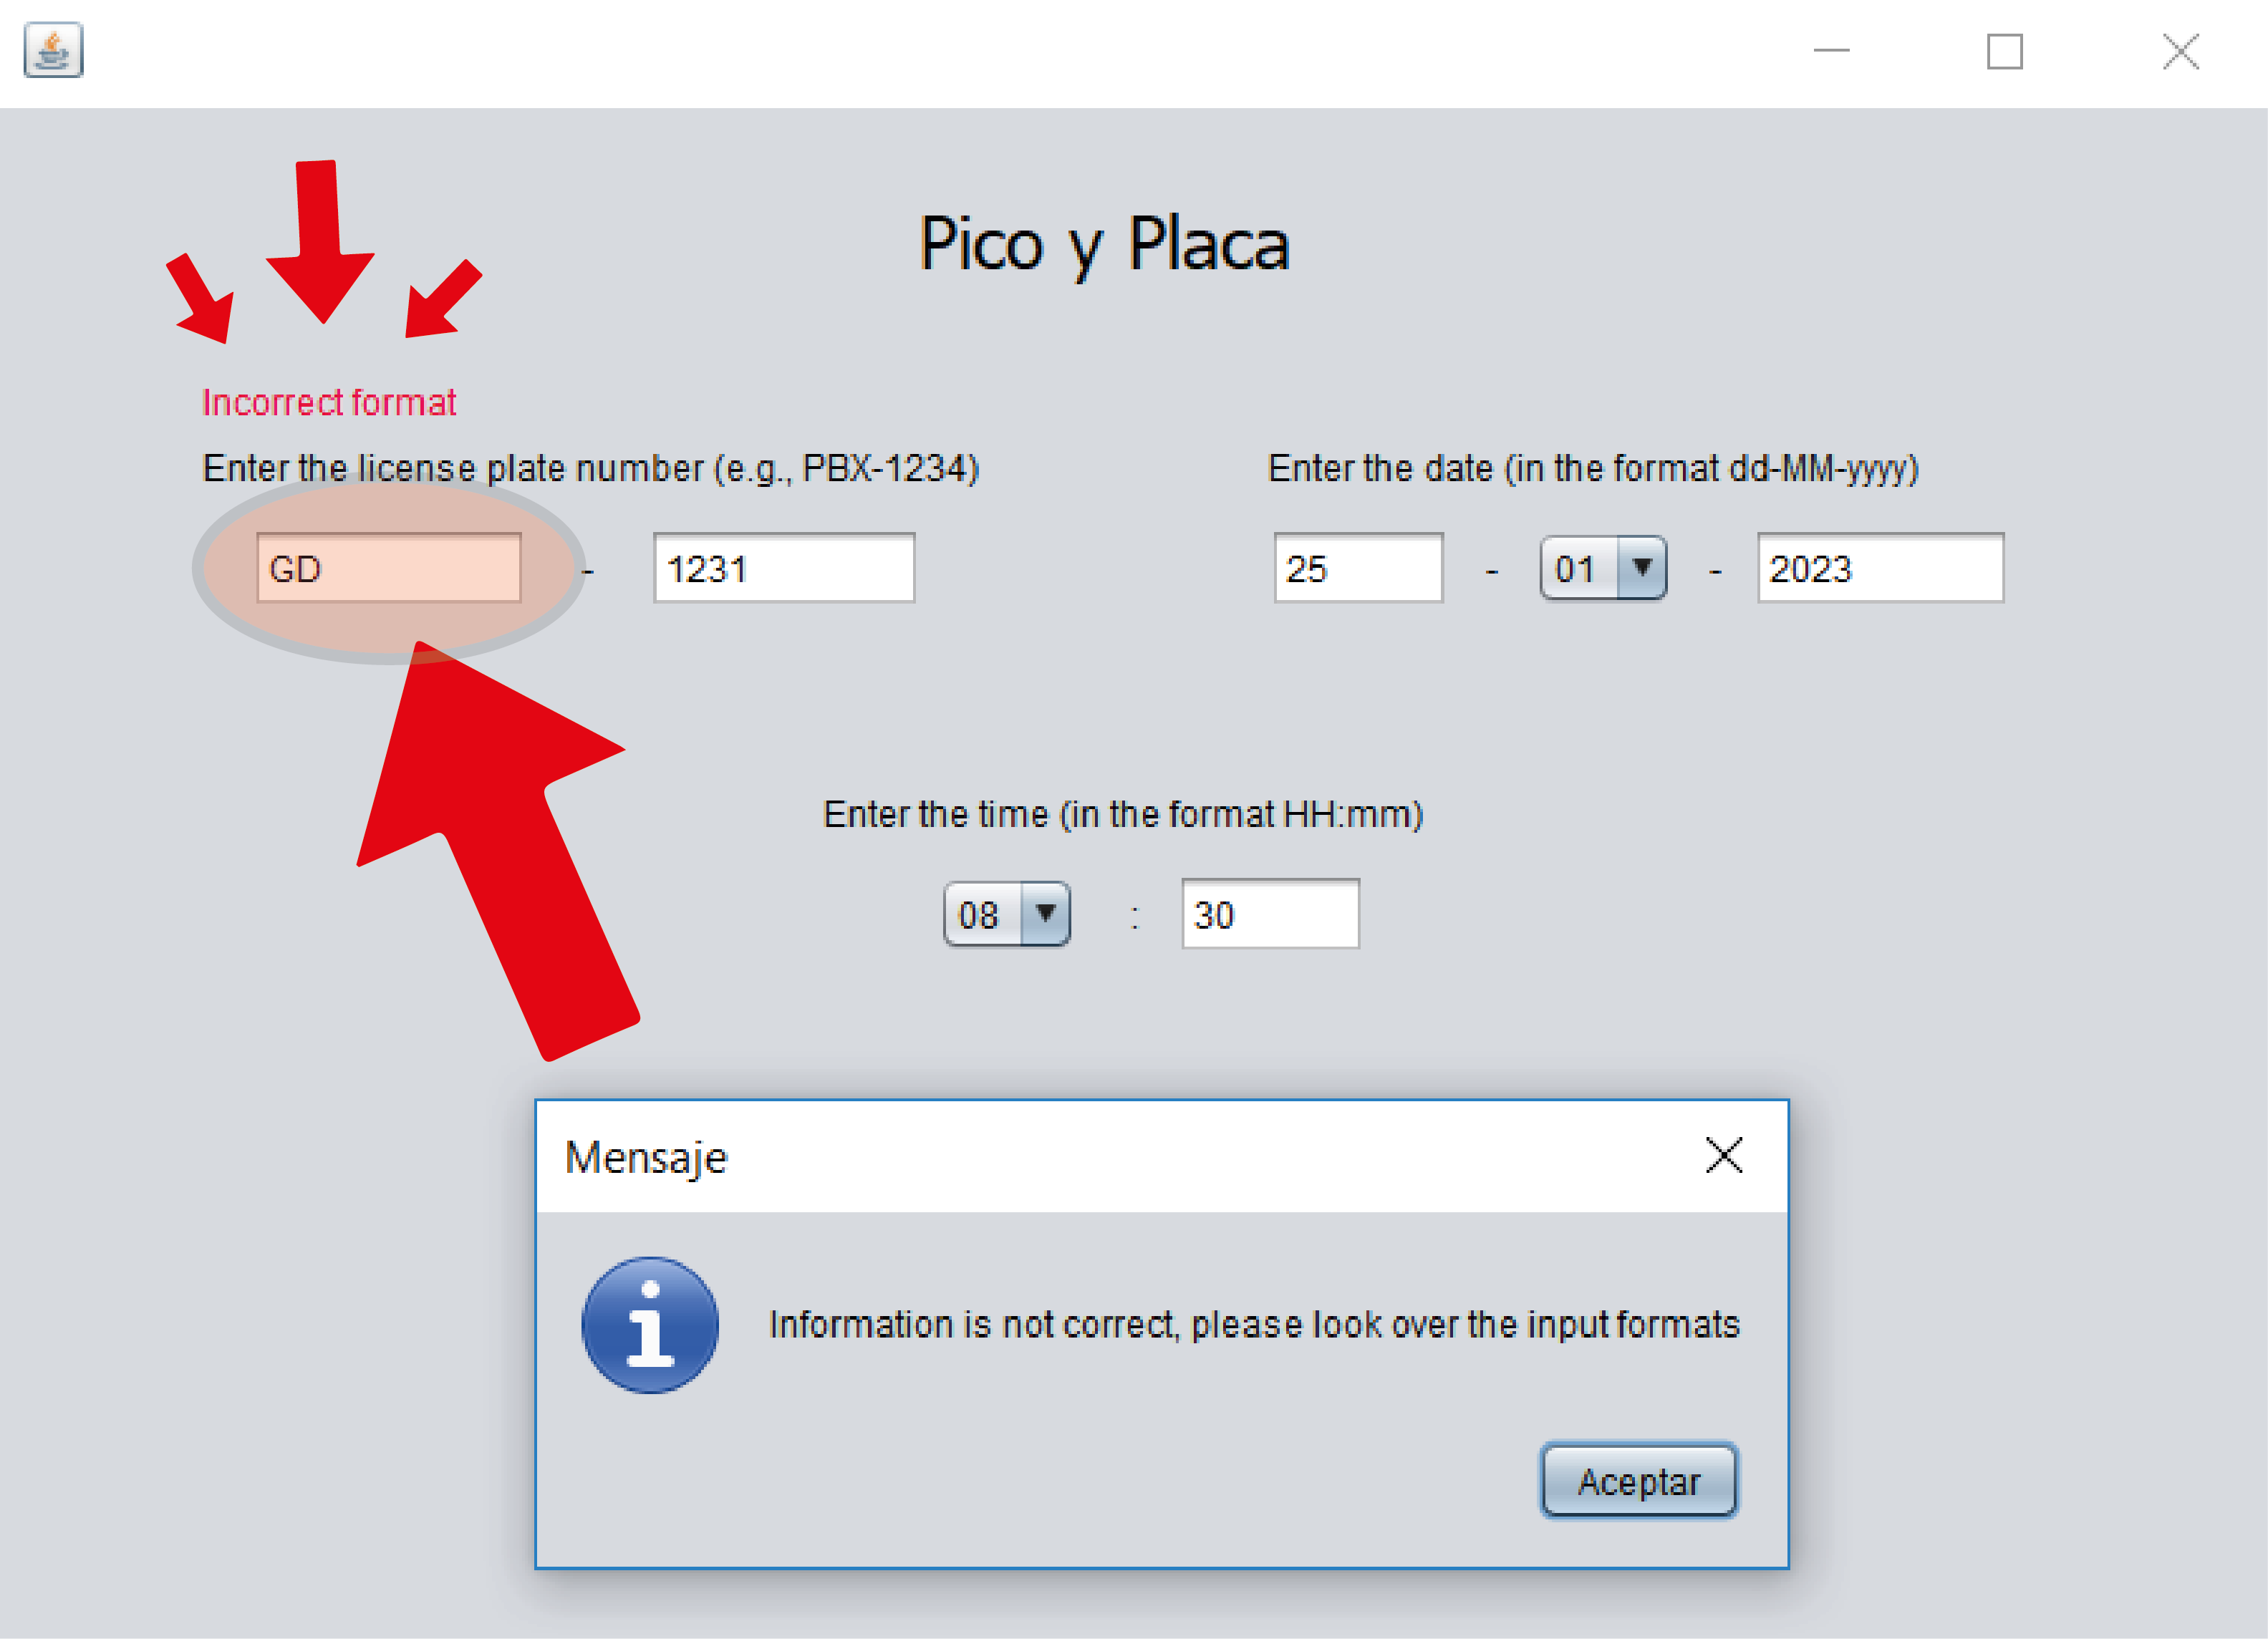 Pico y Placa
Incorrect format
Enter the license plate number (e.g., PBX-1234)
GD - 1231
Enter the date (in the format dd-MM-yyyy)
25 - 01 - 2023
Enter the time (in the format HH:mm)
08 : 30
Mensaje
Information is not correct, please look over the input formats
Aceptar